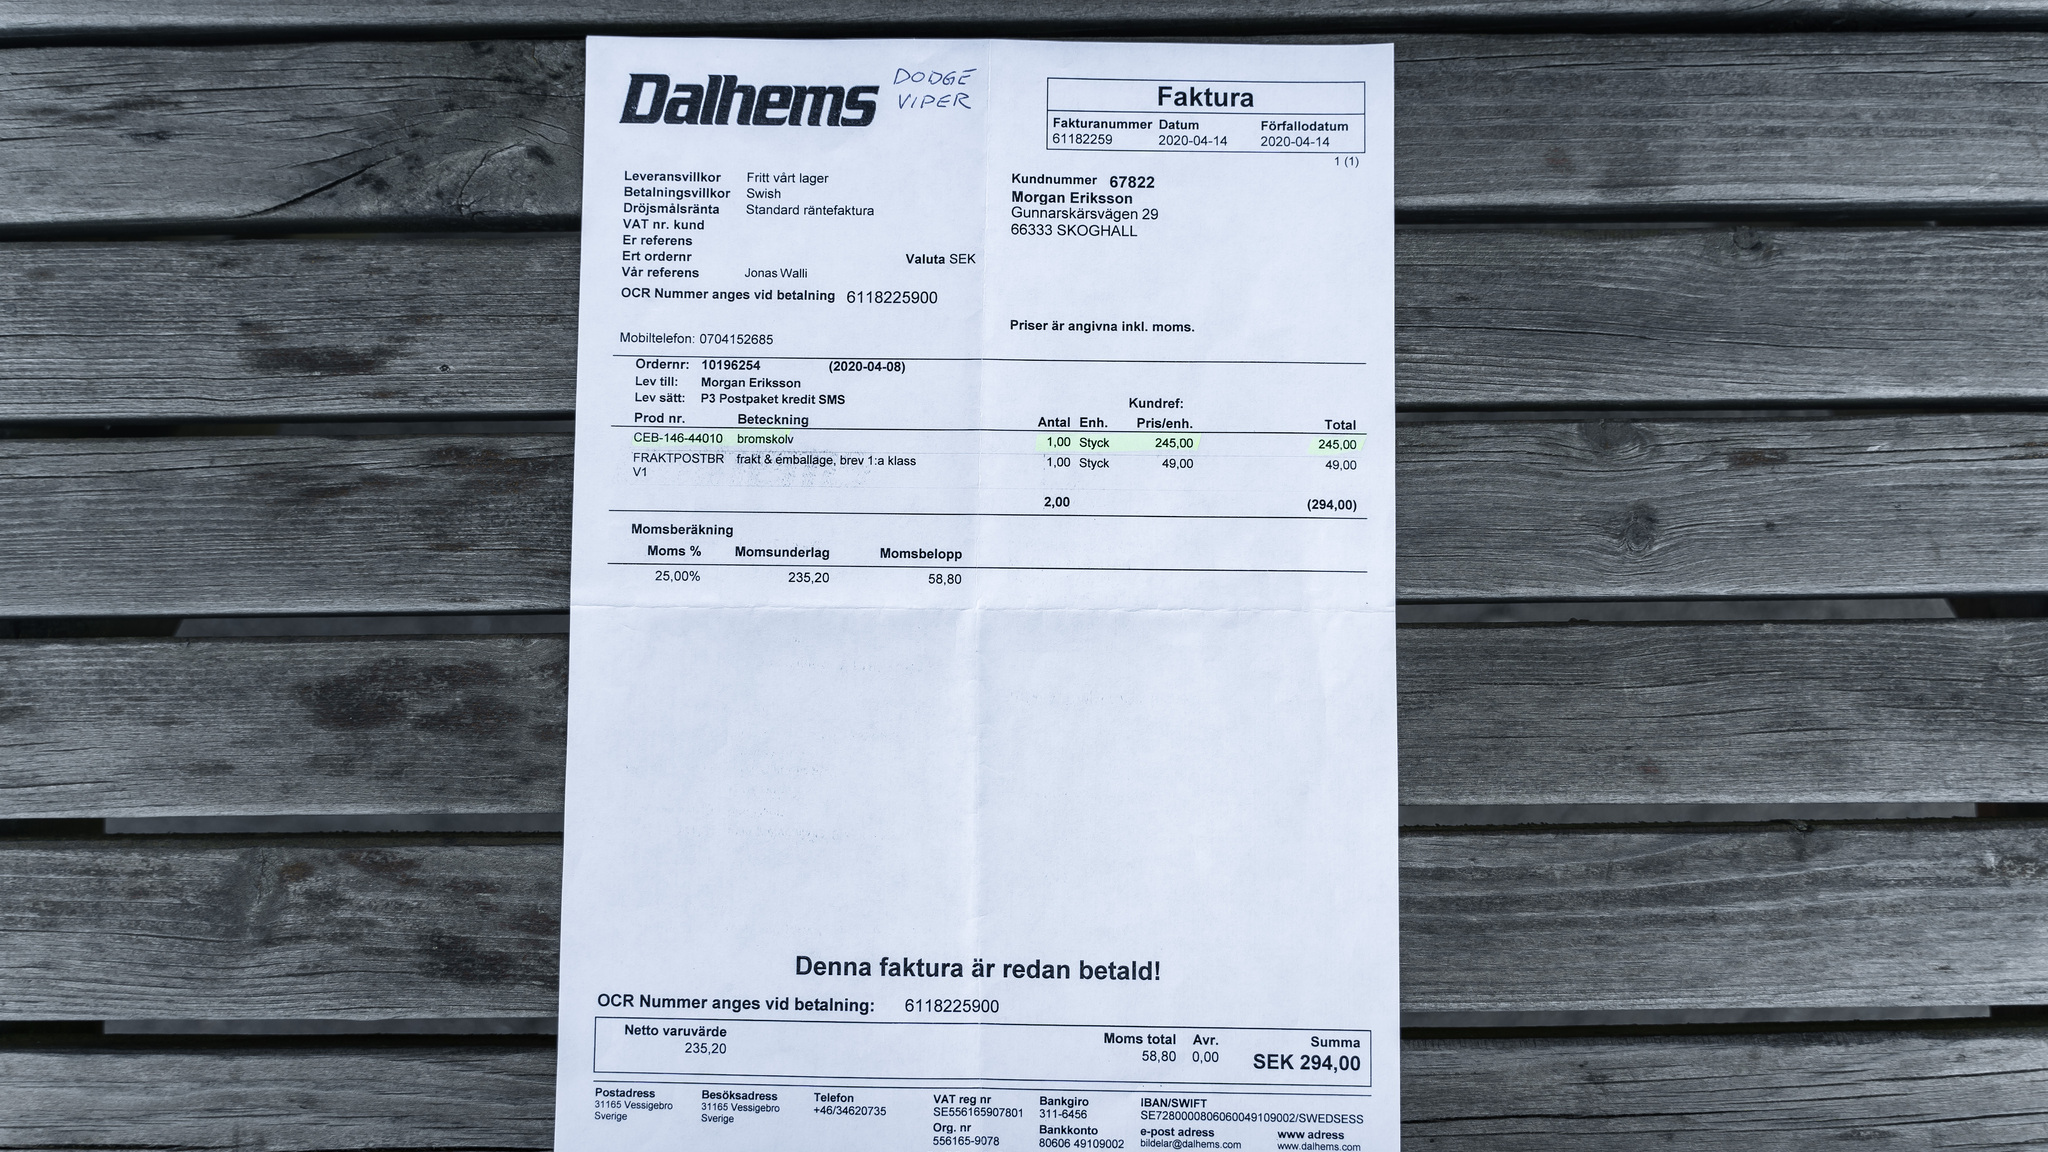 Dalhems
DODGE
VIPER
Faktura
Fakturanummer Datum Förfallodatum
61182259 2020-04-14 2020-04-14
1 (1)
Leveransvillkor Fritt vårt lager
Betalningsvillkor Swish
Dröjsmålsränta Standard räntefaktura
VAT nr. kund
Er referens
Ert ordernr Valuta SEK
Vår referens Jonas Walli
OCR Nummer anges vid betalning 6118225900
Kundnummer 67822
Morgan Eriksson
Gunnarskärsvägen 29
66333 SKOGHALL
Priser är angivna inkl. moms.
Mobiltelefon: 0704152685
Ordernr: 10196254 (2020-04-08)
Lev till: Morgan Eriksson
Lev sätt: P3 Postpaket kredit SMS
Kundref:
Prod nr. Beteckning Antal Enh. Pris/enh. Total
CEB-146-44010 bromskolv 1,00 Styck 245,00 245,00
FRAKTPOSTBR frakt & emballage, brev 1:a klass 1,00 Styck 49,00 49,00
V1
2,00 (294,00)
Momsberäkning
Moms % Momsunderlag Momsbelopp
25,00% 235,20 58,80
Denna faktura är redan betald!
OCR Nummer anges vid betalning: 6118225900
Netto varuvärde Moms total Avr. Summa
235,20 58,80 0,00 SEK 294,00
Postadress Besöksadress Telefon VAT reg nr Bankgiro IBAN/SWIFT
31165 Vessigebro 31165 Vessigebro +46/34620735 SE556165907801 311-6456 SE7280000806060049109002/SWEDSESS
Sverige Sverige Org. nr Bankkonto e-post adress www adress
556165-9078 80606 49109002 bildelar@dalhems.com www.dalhems.com